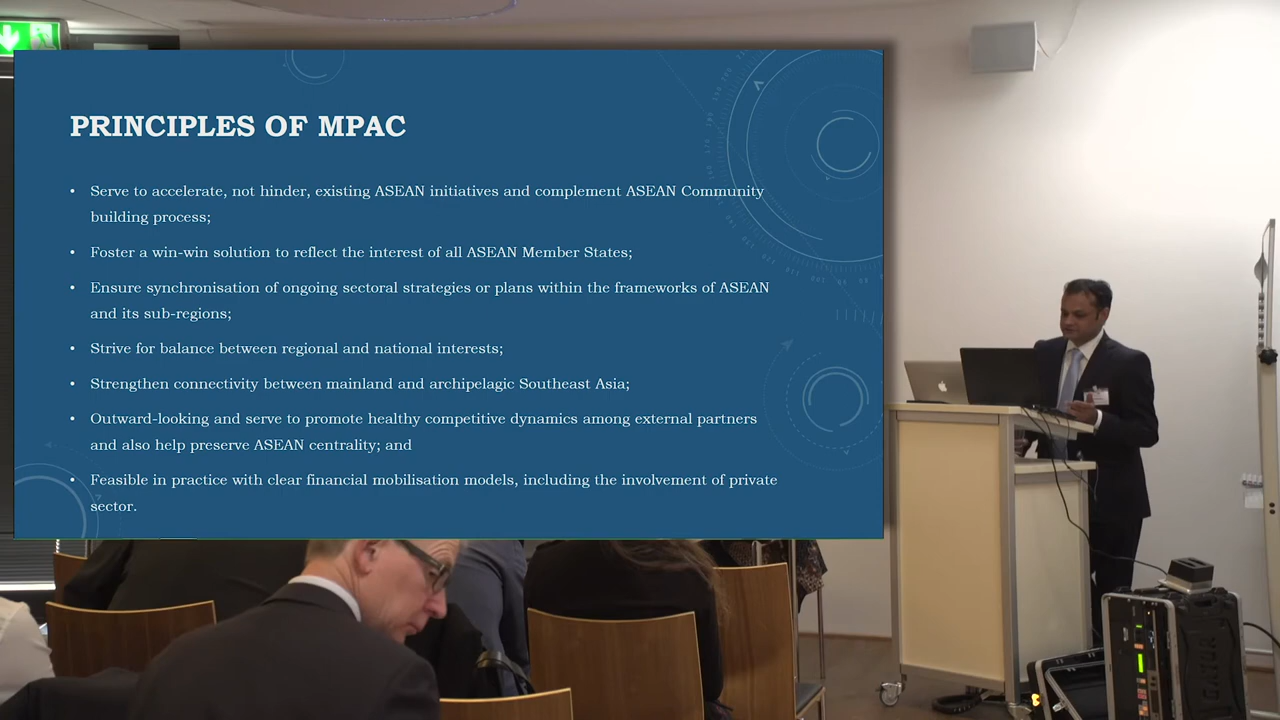 PRINCIPLES OF MPAC
• Serve to accelerate, not hinder, existing ASEAN initiatives and complement ASEAN Community
building process;
• Foster a win-win solution to reflect the interest of all ASEAN Member States;
• Ensure synchronisation of ongoing sectoral strategies or plans within the frameworks of ASEAN
and its sub-regions;
• Strive for balance between regional and national interests;
• Strengthen connectivity between mainland and archipelagic Southeast Asia;
• Outward-looking and serve to promote healthy competitive dynamics among external partners
and also help preserve ASEAN centrality; and
• Feasible in practice with clear financial mobilisation models, including the involvement of private
sector.